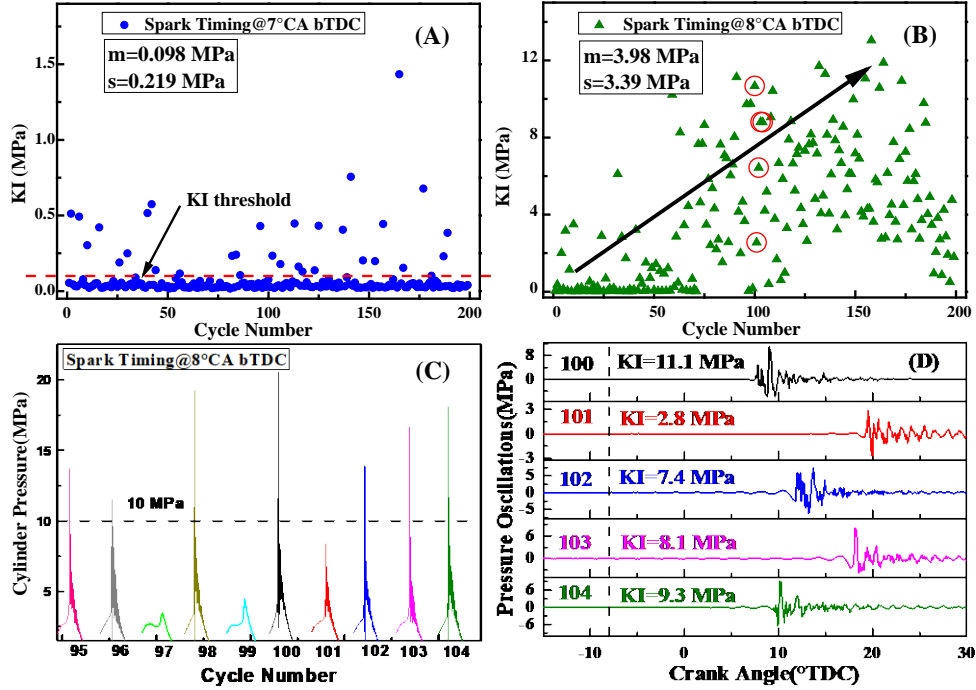 Spark Timing@7°CA bTDC
(A)
m=0.098 MPa
s=0.219 MPa
KI threshold
KI (MPa)
1.5
1.0
0.5
0.0
0 50 100 150 200
Cycle Number
Spark Timing@8°CA bTDC
(B)
m=3.98 MPa
s=3.39 MPa
KI (MPa)
12
8
4
0
0 25 50 75 100 125 150 175 200
Cycle Number
Spark Timing@8°CA bTDC
(C)
Cylinder Pressure(MPa)
20
15
10
5
10 MPa
95 96 97 98 99 100 101 102 103 104
Cycle Number
(D)
Pressure Oscillations(MPa)
8
0
100 KI=11.1 MPa
3
0
-3
101 KI=2.8 MPa
5
0
-5
102 KI=7.4 MPa
6
0
103 KI=8.1 MPa
6
0
104 KI=9.3 MPa
-10 0 10 20 30
Crank Angle(°TDC)